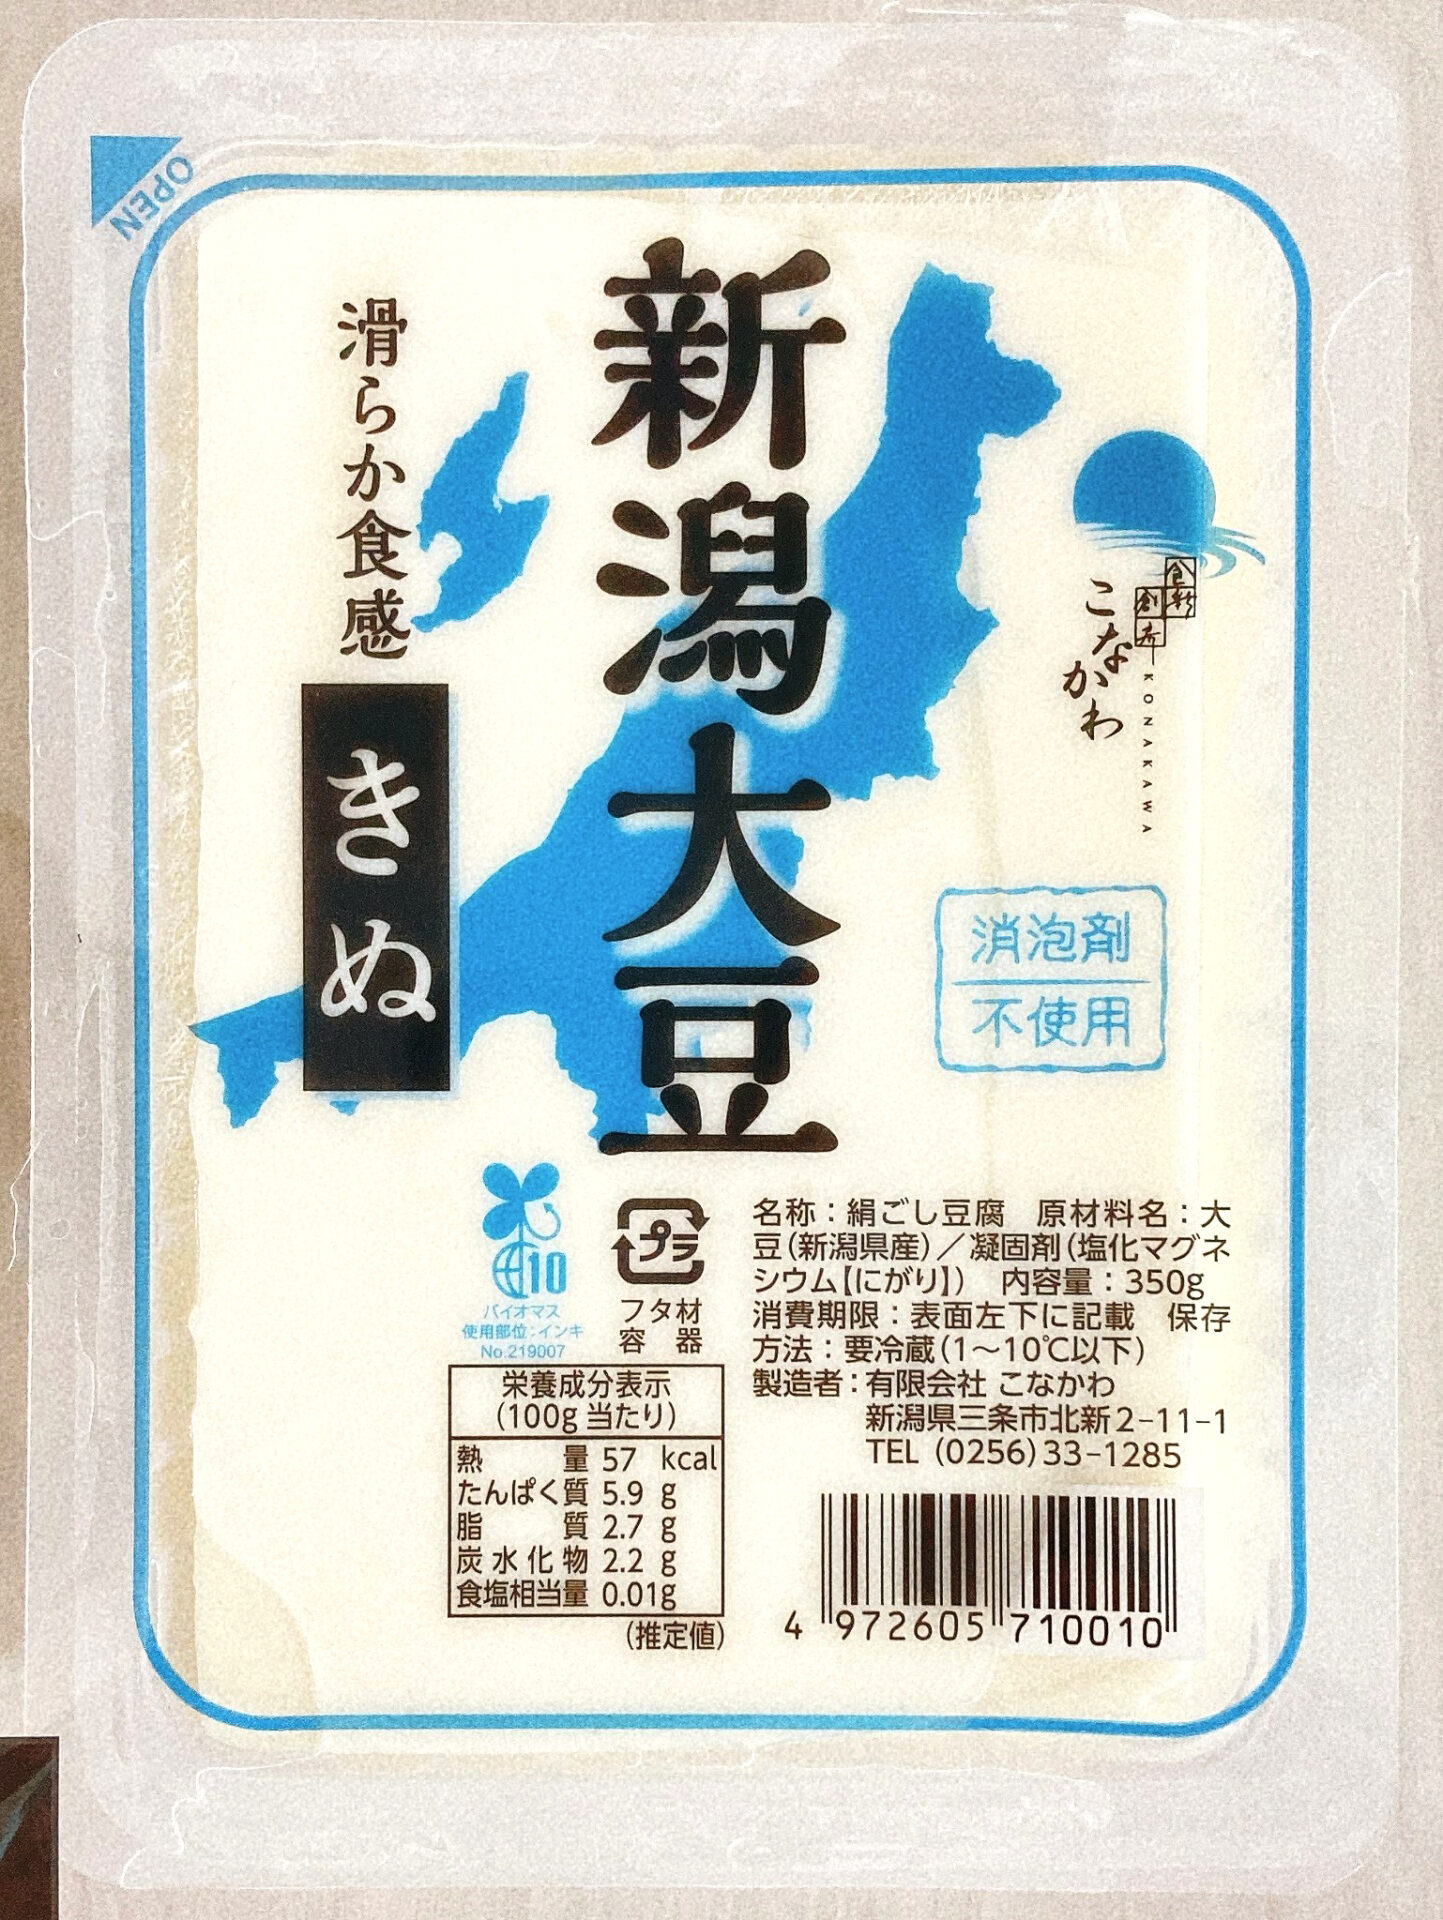 OPEN
新潟大豆
滑らか食感
きぬ
食新
創庵
こなかわ
KONAKAWA
消泡剤
不使用
10
バイオマス
使用部位:インキ
No.219007
プラ
フタ材
容器
名称：絹ごし豆腐　原材料名：大
豆(新潟県産)／凝固剤(塩化マグネ
シウム【にがり】)　内容量：350g
消費期限：表面左下に記載　保存
方法：要冷蔵(1～10℃以下)
製造者：有限会社 こなかわ
新潟県三条市北新2-11-1
TEL (0256)33-1285
栄養成分表示
(100g当たり)
熱量 57 kcal
たんぱく質 5.9 g
脂質 2.7 g
炭水化物 2.2 g
食塩相当量 0.01g
(推定値)
4 972605 710010